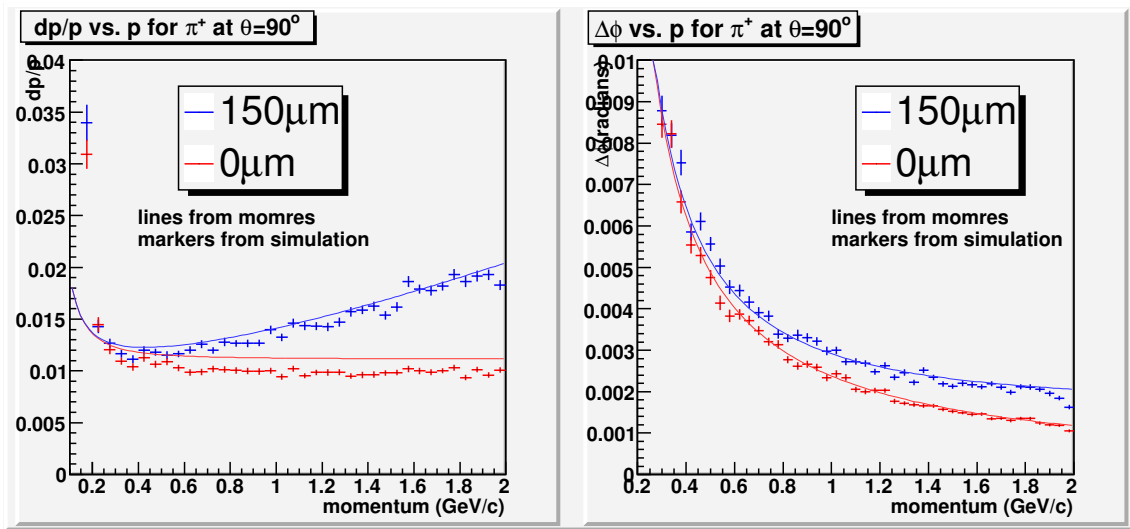 dp/p vs. p for π⁺ at θ=90°
dp/p
0.04
0.035
0.03
0.025
0.02
0.015
0.01
0.005
0
150μm
0μm
lines from momres
markers from simulation
0.2 0.4 0.6 0.8 1 1.2 1.4 1.6 1.8 2
momentum (GeV/c)
Δϕ vs. p for π⁺ at θ=90°
Δϕ (radians)
0.01
0.009
0.008
0.007
0.006
0.005
0.004
0.003
0.002
0.001
0
150μm
0μm
lines from momres
markers from simulation
0.2 0.4 0.6 0.8 1 1.2 1.4 1.6 1.8 2
momentum (GeV/c)